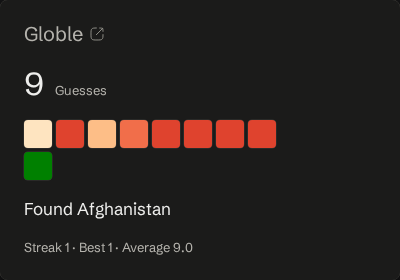 Globle
9 Guesses
Found Afghanistan
Streak 1 · Best 1 · Average 9.0